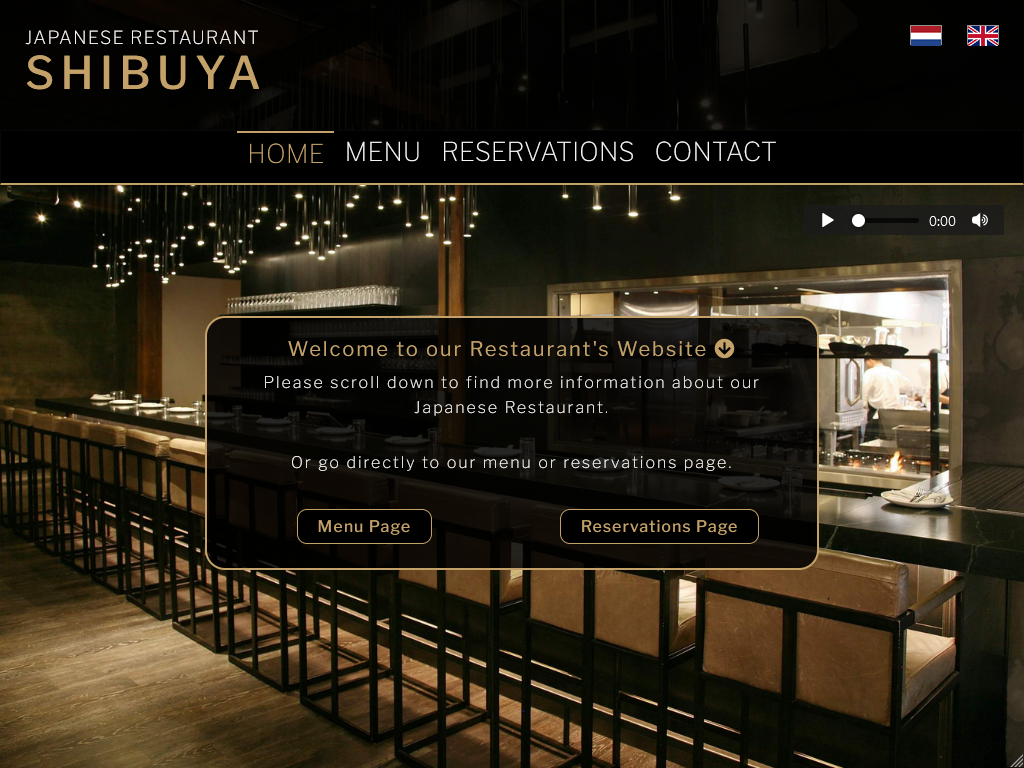 JAPANESE RESTAURANT
SHIBUYA
HOME MENU RESERVATIONS CONTACT
0:00
Welcome to our Restaurant's Website
Please scroll down to find more information about our
Japanese Restaurant.
Or go directly to our menu or reservations page.
Menu Page Reservations Page